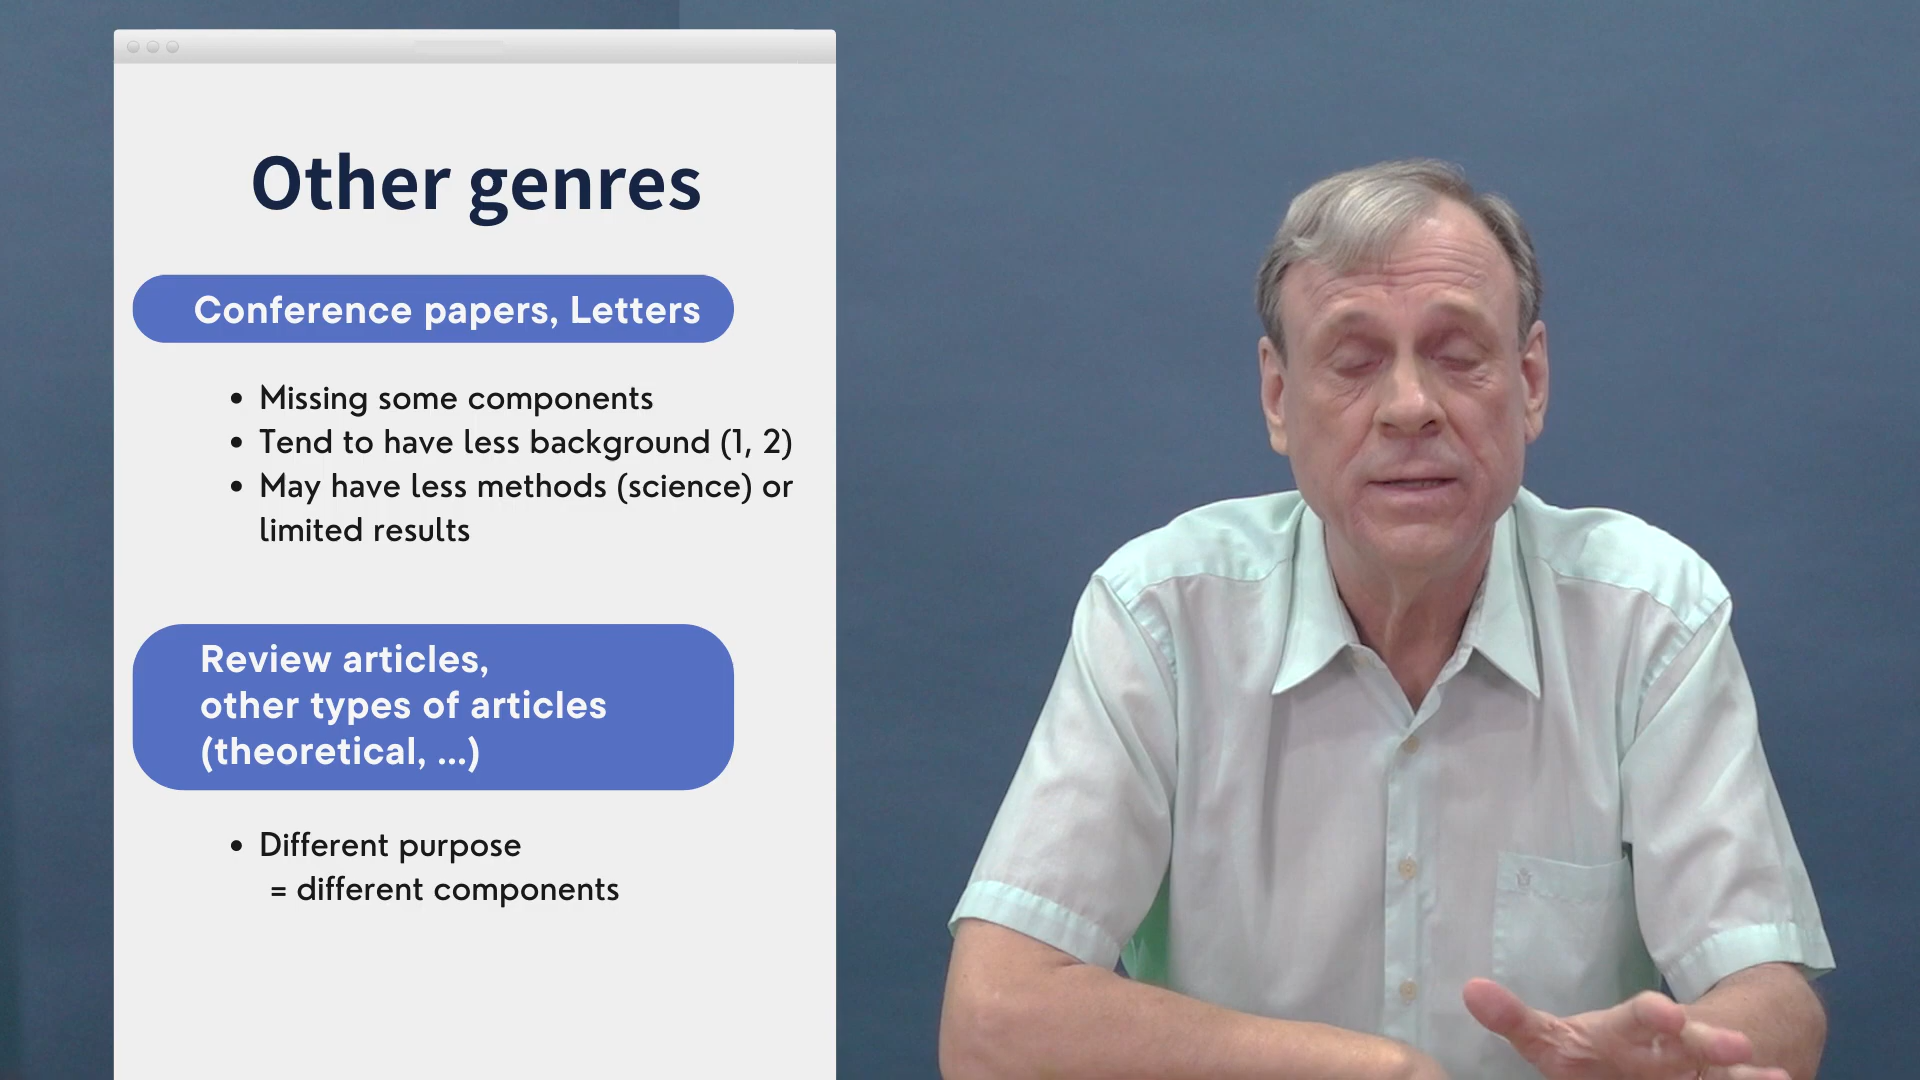 Other genres
Conference papers, Letters
• Missing some components
• Tend to have less background (1, 2)
• May have less methods (science) or
limited results
Review articles,
other types of articles
(theoretical, ...)
• Different purpose
= different components